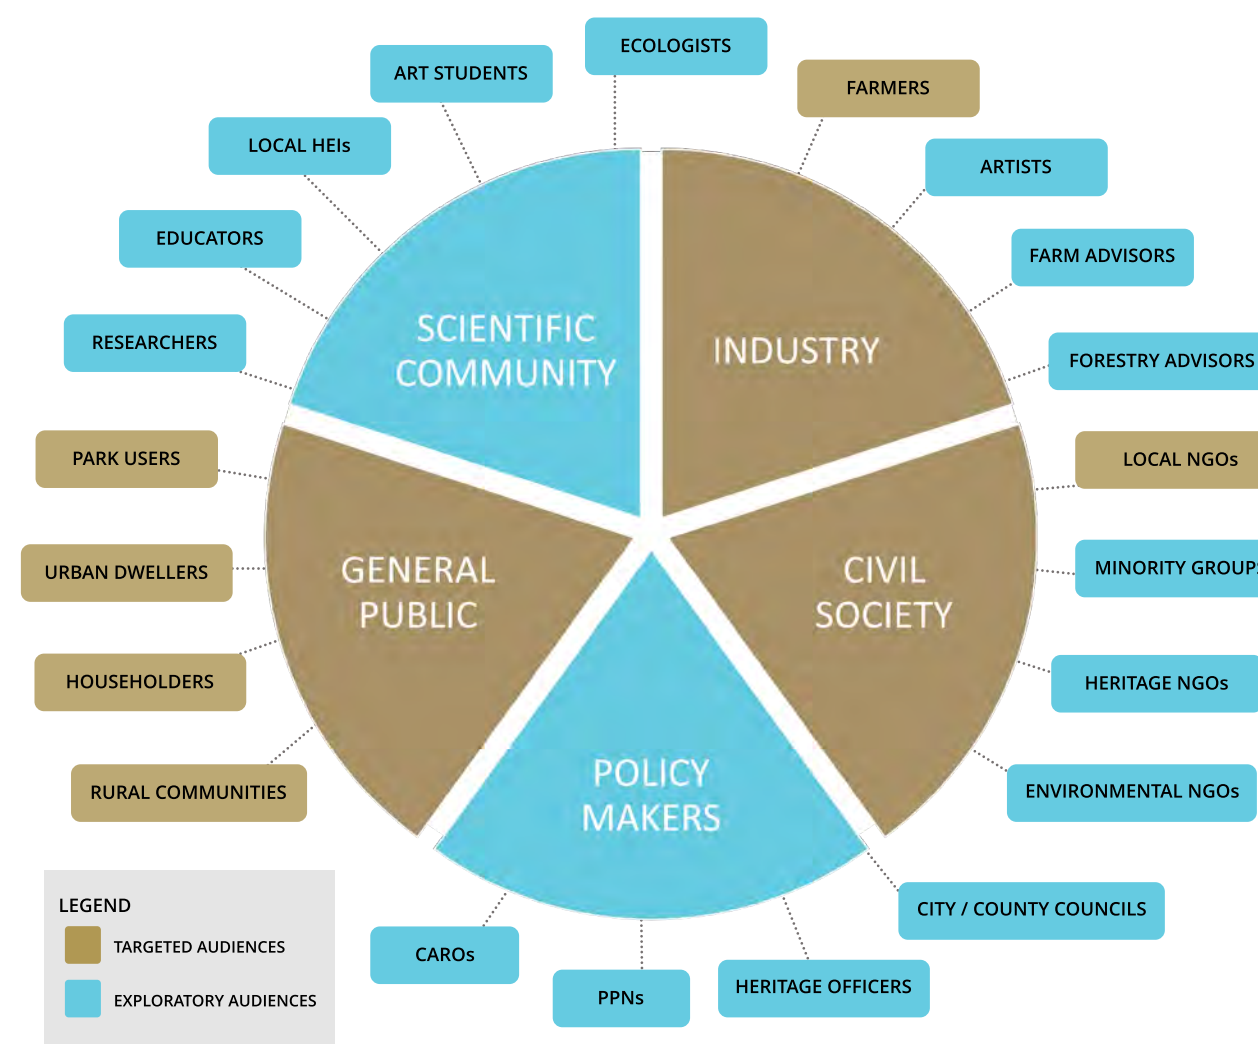 ECOLOGISTS
ART STUDENTS
FARMERS
LOCAL HEIs
ARTISTS
EDUCATORS
FARM ADVISORS
RESEARCHERS
SCIENTIFIC
COMMUNITY
INDUSTRY
FORESTRY ADVISORS
PARK USERS
LOCAL NGOs
URBAN DWELLERS
GENERAL
PUBLIC
CIVIL
SOCIETY
MINORITY GROUPS
HOUSEHOLDERS
HERITAGE NGOs
RURAL COMMUNITIES
POLICY
MAKERS
ENVIRONMENTAL NGOs
CITY / COUNTY COUNCILS
CAROs
PPNs
HERITAGE OFFICERS
LEGEND
TARGETED AUDIENCES
EXPLORATORY AUDIENCES